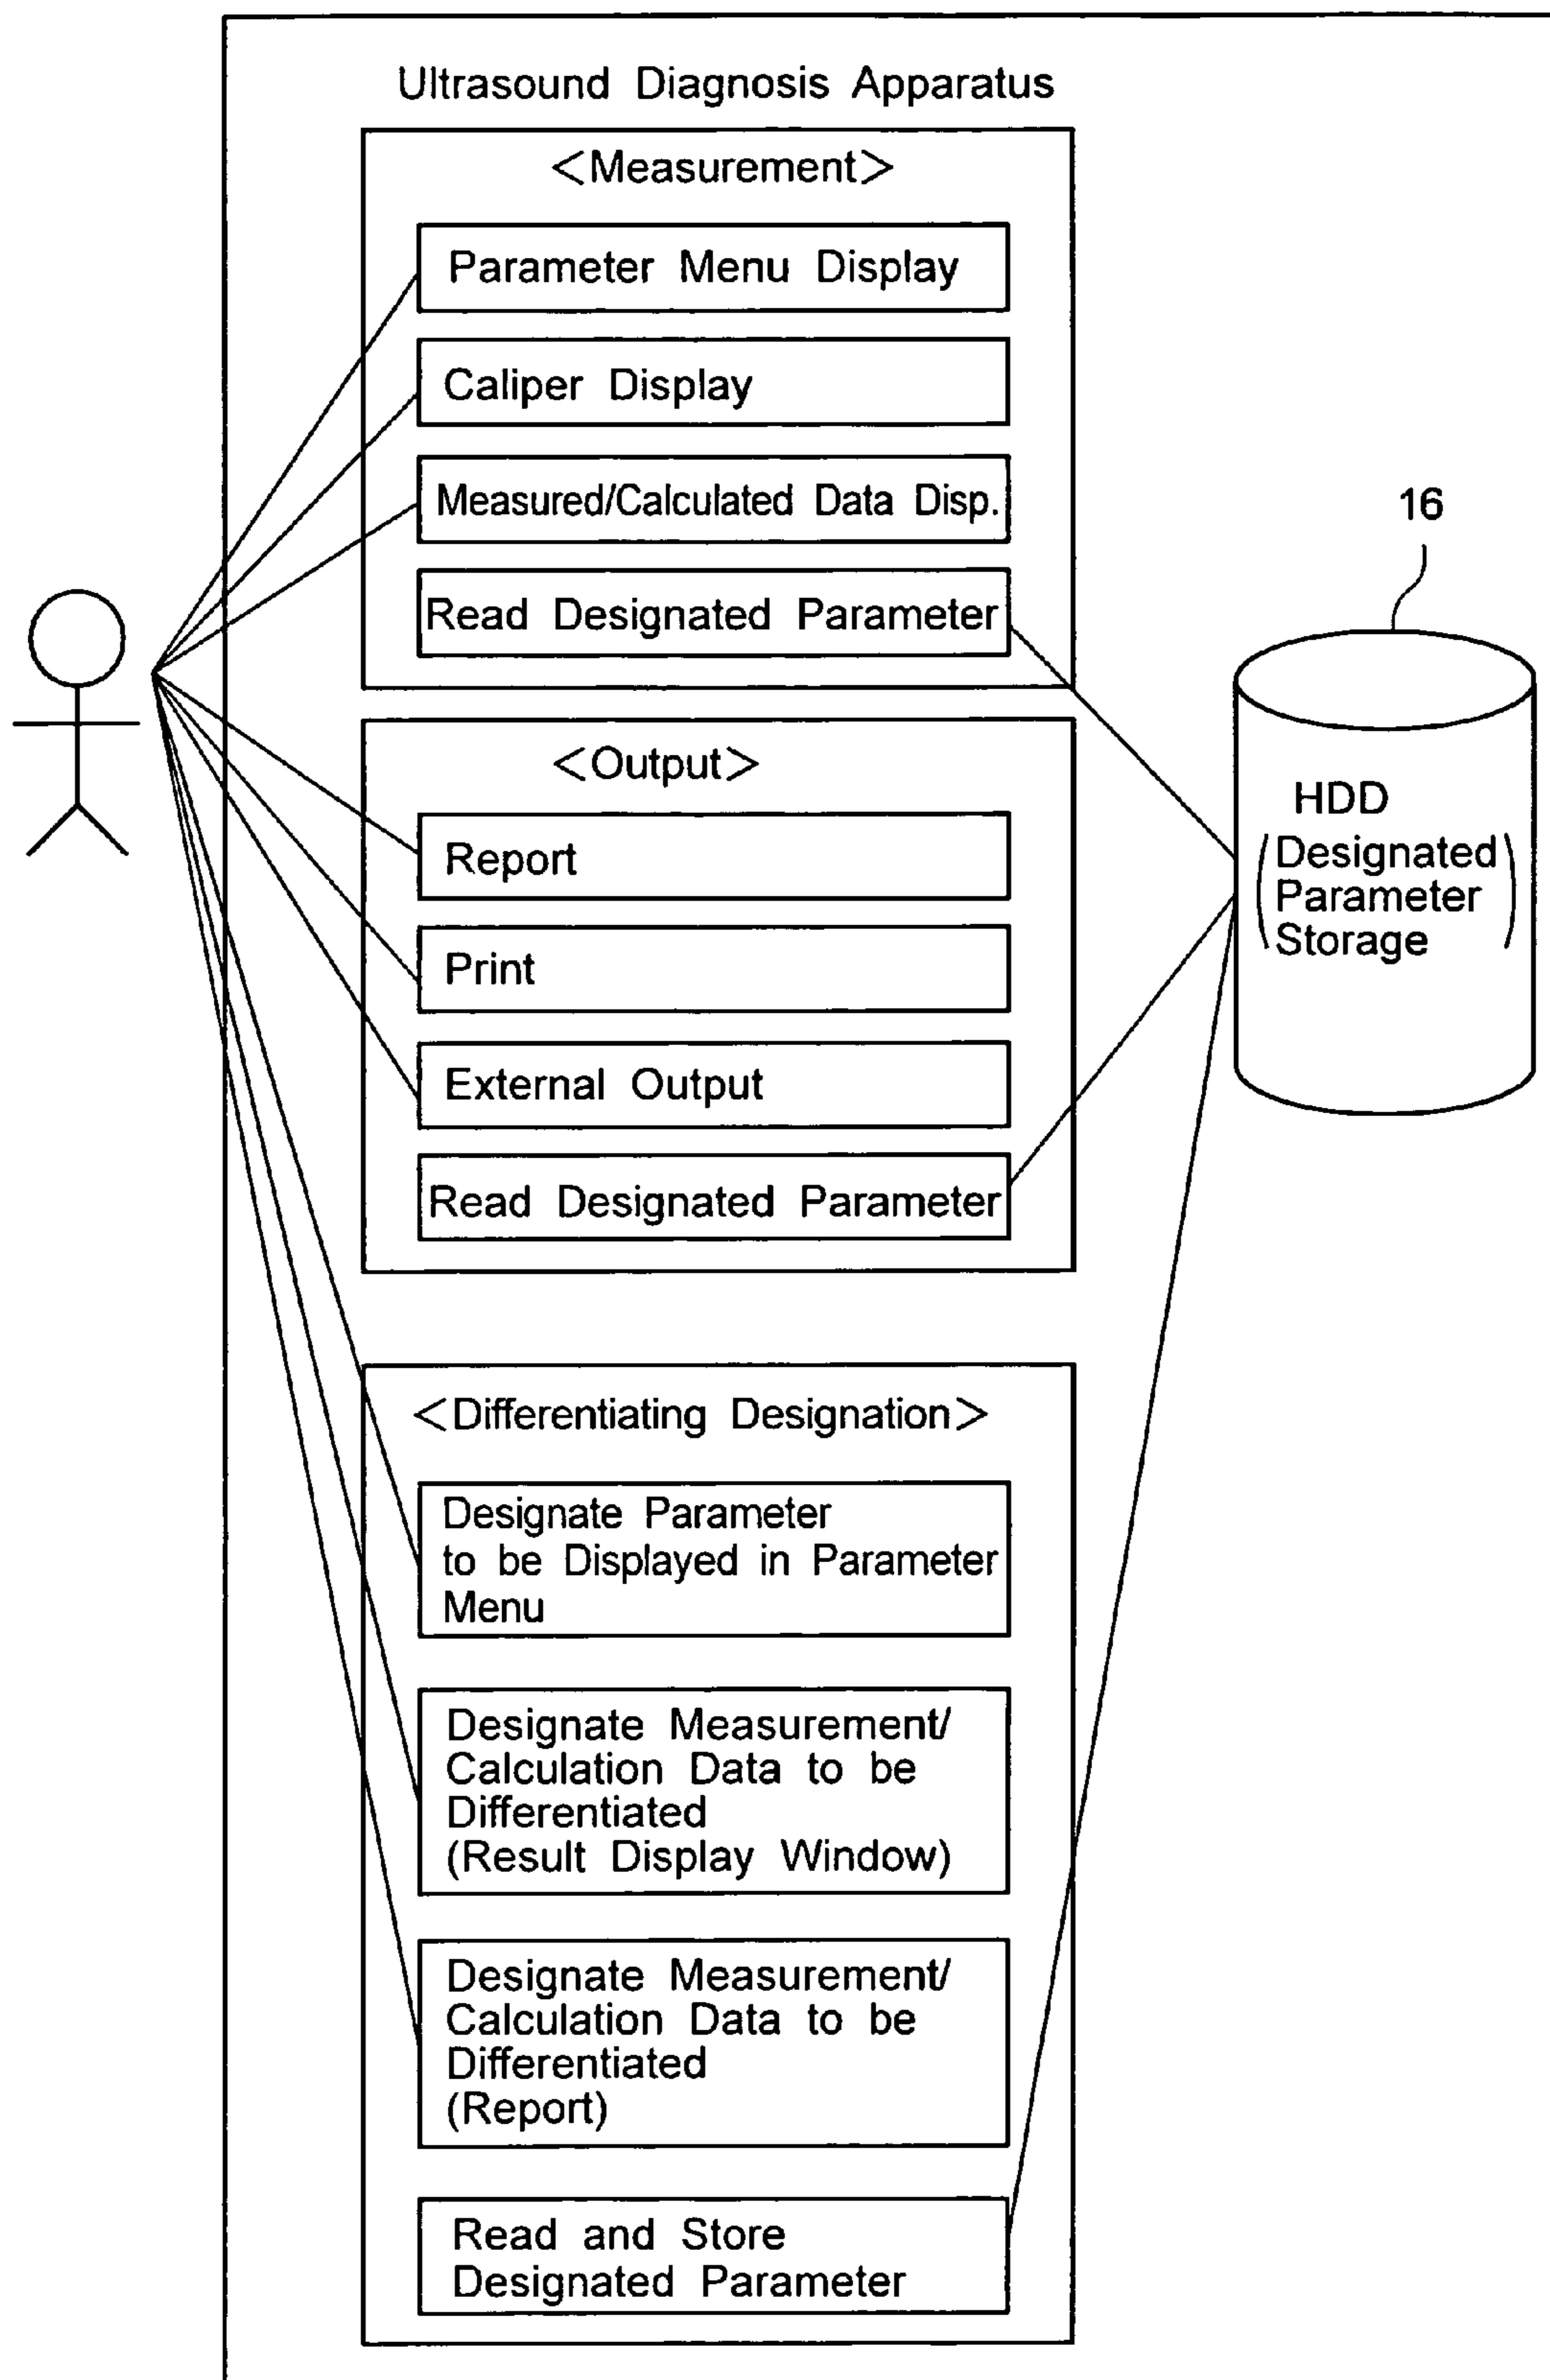 Ultrasound Diagnosis Apparatus
<Measurement>
Parameter Menu Display
Caliper Display
Measured/Calculated Data Disp.
Read Designated Parameter
16
<Output>
HDD
(Designated
Parameter
Storage)
Report
Print
External Output
Read Designated Parameter
<Differentiating Designation>
Designate Parameter
to be Displayed in Parameter
Menu
Designate Measurement/
Calculation Data to be
Differentiated
(Result Display Window)
Designate Measurement/
Calculation Data to be
Differentiated
(Report)
Read and Store
Designated Parameter